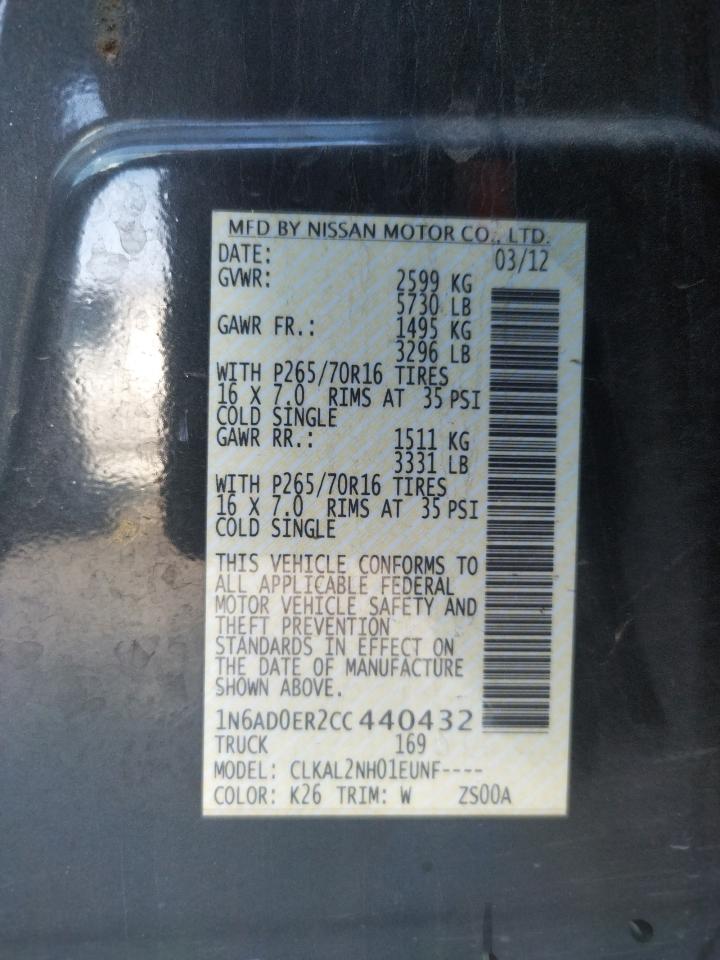 MFD BY NISSAN MOTOR CO., LTD.
DATE: 03/12
GVWR: 2599 KG
5730 LB
GAWR FR.: 1495 KG
3296 LB
WITH P265/70R16 TIRES
16 X 7.0 RIMS AT 35 PSI
COLD SINGLE
GAWR RR.: 1511 KG
3331 LB
WITH P265/70R16 TIRES
16 X 7.0 RIMS AT 35 PSI
COLD SINGLE
THIS VEHICLE CONFORMS TO
ALL APPLICABLE FEDERAL
MOTOR VEHICLE SAFETY AND
THEFT PREVENTION
STANDARDS IN EFFECT ON
THE DATE OF MANUFACTURE
SHOWN ABOVE.
1N6AD0ER2CC440432
TRUCK 169
MODEL: CLKAL2NH01EUNF----
COLOR: K26 TRIM: W ZS00A